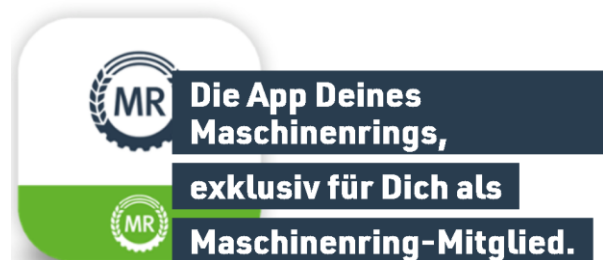 MR
Die App Deines
Maschinenrings,
exklusiv für Dich als
MR
Maschinenring-Mitglied.